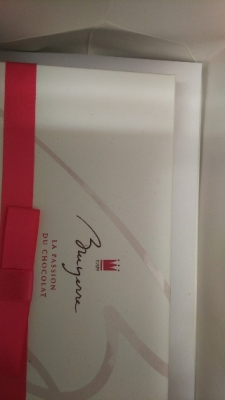 Bruyerre
LA PASSION
DU CHOCOLAT